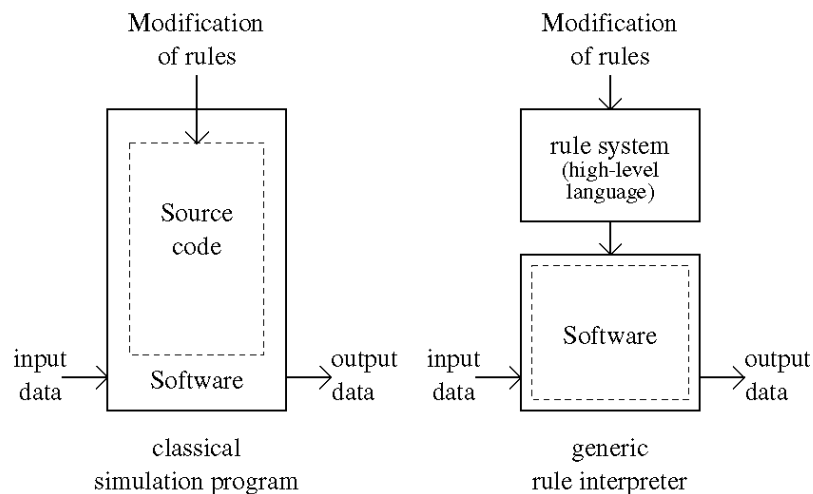 Modification
of rules
Source
code
input
data
Software
output
data
classical
simulation program
Modification
of rules
rule system
(high-level
language)
Software
input
data
output
data
generic
rule interpreter